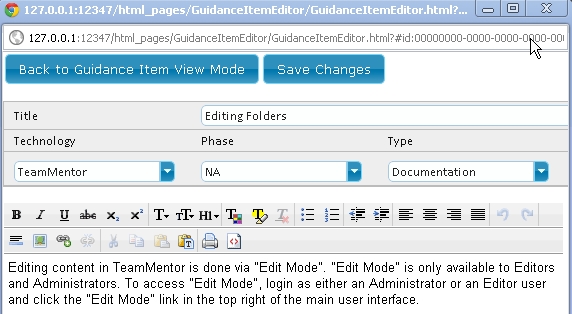 127.0.0.1:12347/html_pages/GuidanceItemEditor/GuidanceItemEditor.html?...
127.0.0.1:12347/html_pages/GuidanceItemEditor/GuidanceItemEditor.html?#id:00000000-0000-0000-0000-00
Back to Guidance Item View Mode Save Changes
Title Editing Folders
Technology Phase Type
TeamMentor NA Documentation
B I U abc x₂ x² T TT H1 T
Editing content in TeamMentor is done via "Edit Mode". "Edit Mode" is only available to Editors
and Administrators. To access "Edit Mode", login as either an Administrator or an Editor user
and click the "Edit Mode" link in the top right of the main user interface.